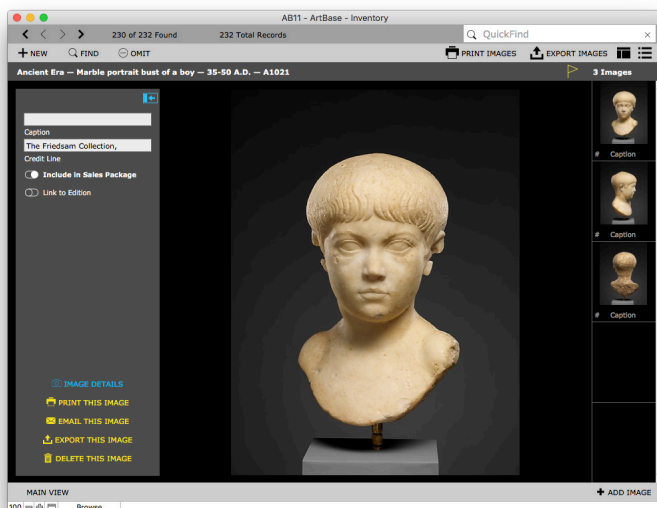 AB11 - ArtBase - Inventory
230 of 232 Found
232 Total Records
QuickFind
NEW
FIND
OMIT
PRINT IMAGES
EXPORT IMAGES
Ancient Era — Marble portrait bust of a boy — 35-50 A.D. — A1021
3 Images
Caption
The Friedsam Collection,
Credit Line
Include in Sales Package
Link to Edition
IMAGE DETAILS
PRINT THIS IMAGE
EMAIL THIS IMAGE
EXPORT THIS IMAGE
DELETE THIS IMAGE
# Caption
# Caption
# Caption
MAIN VIEW
ADD IMAGE
100
Browse